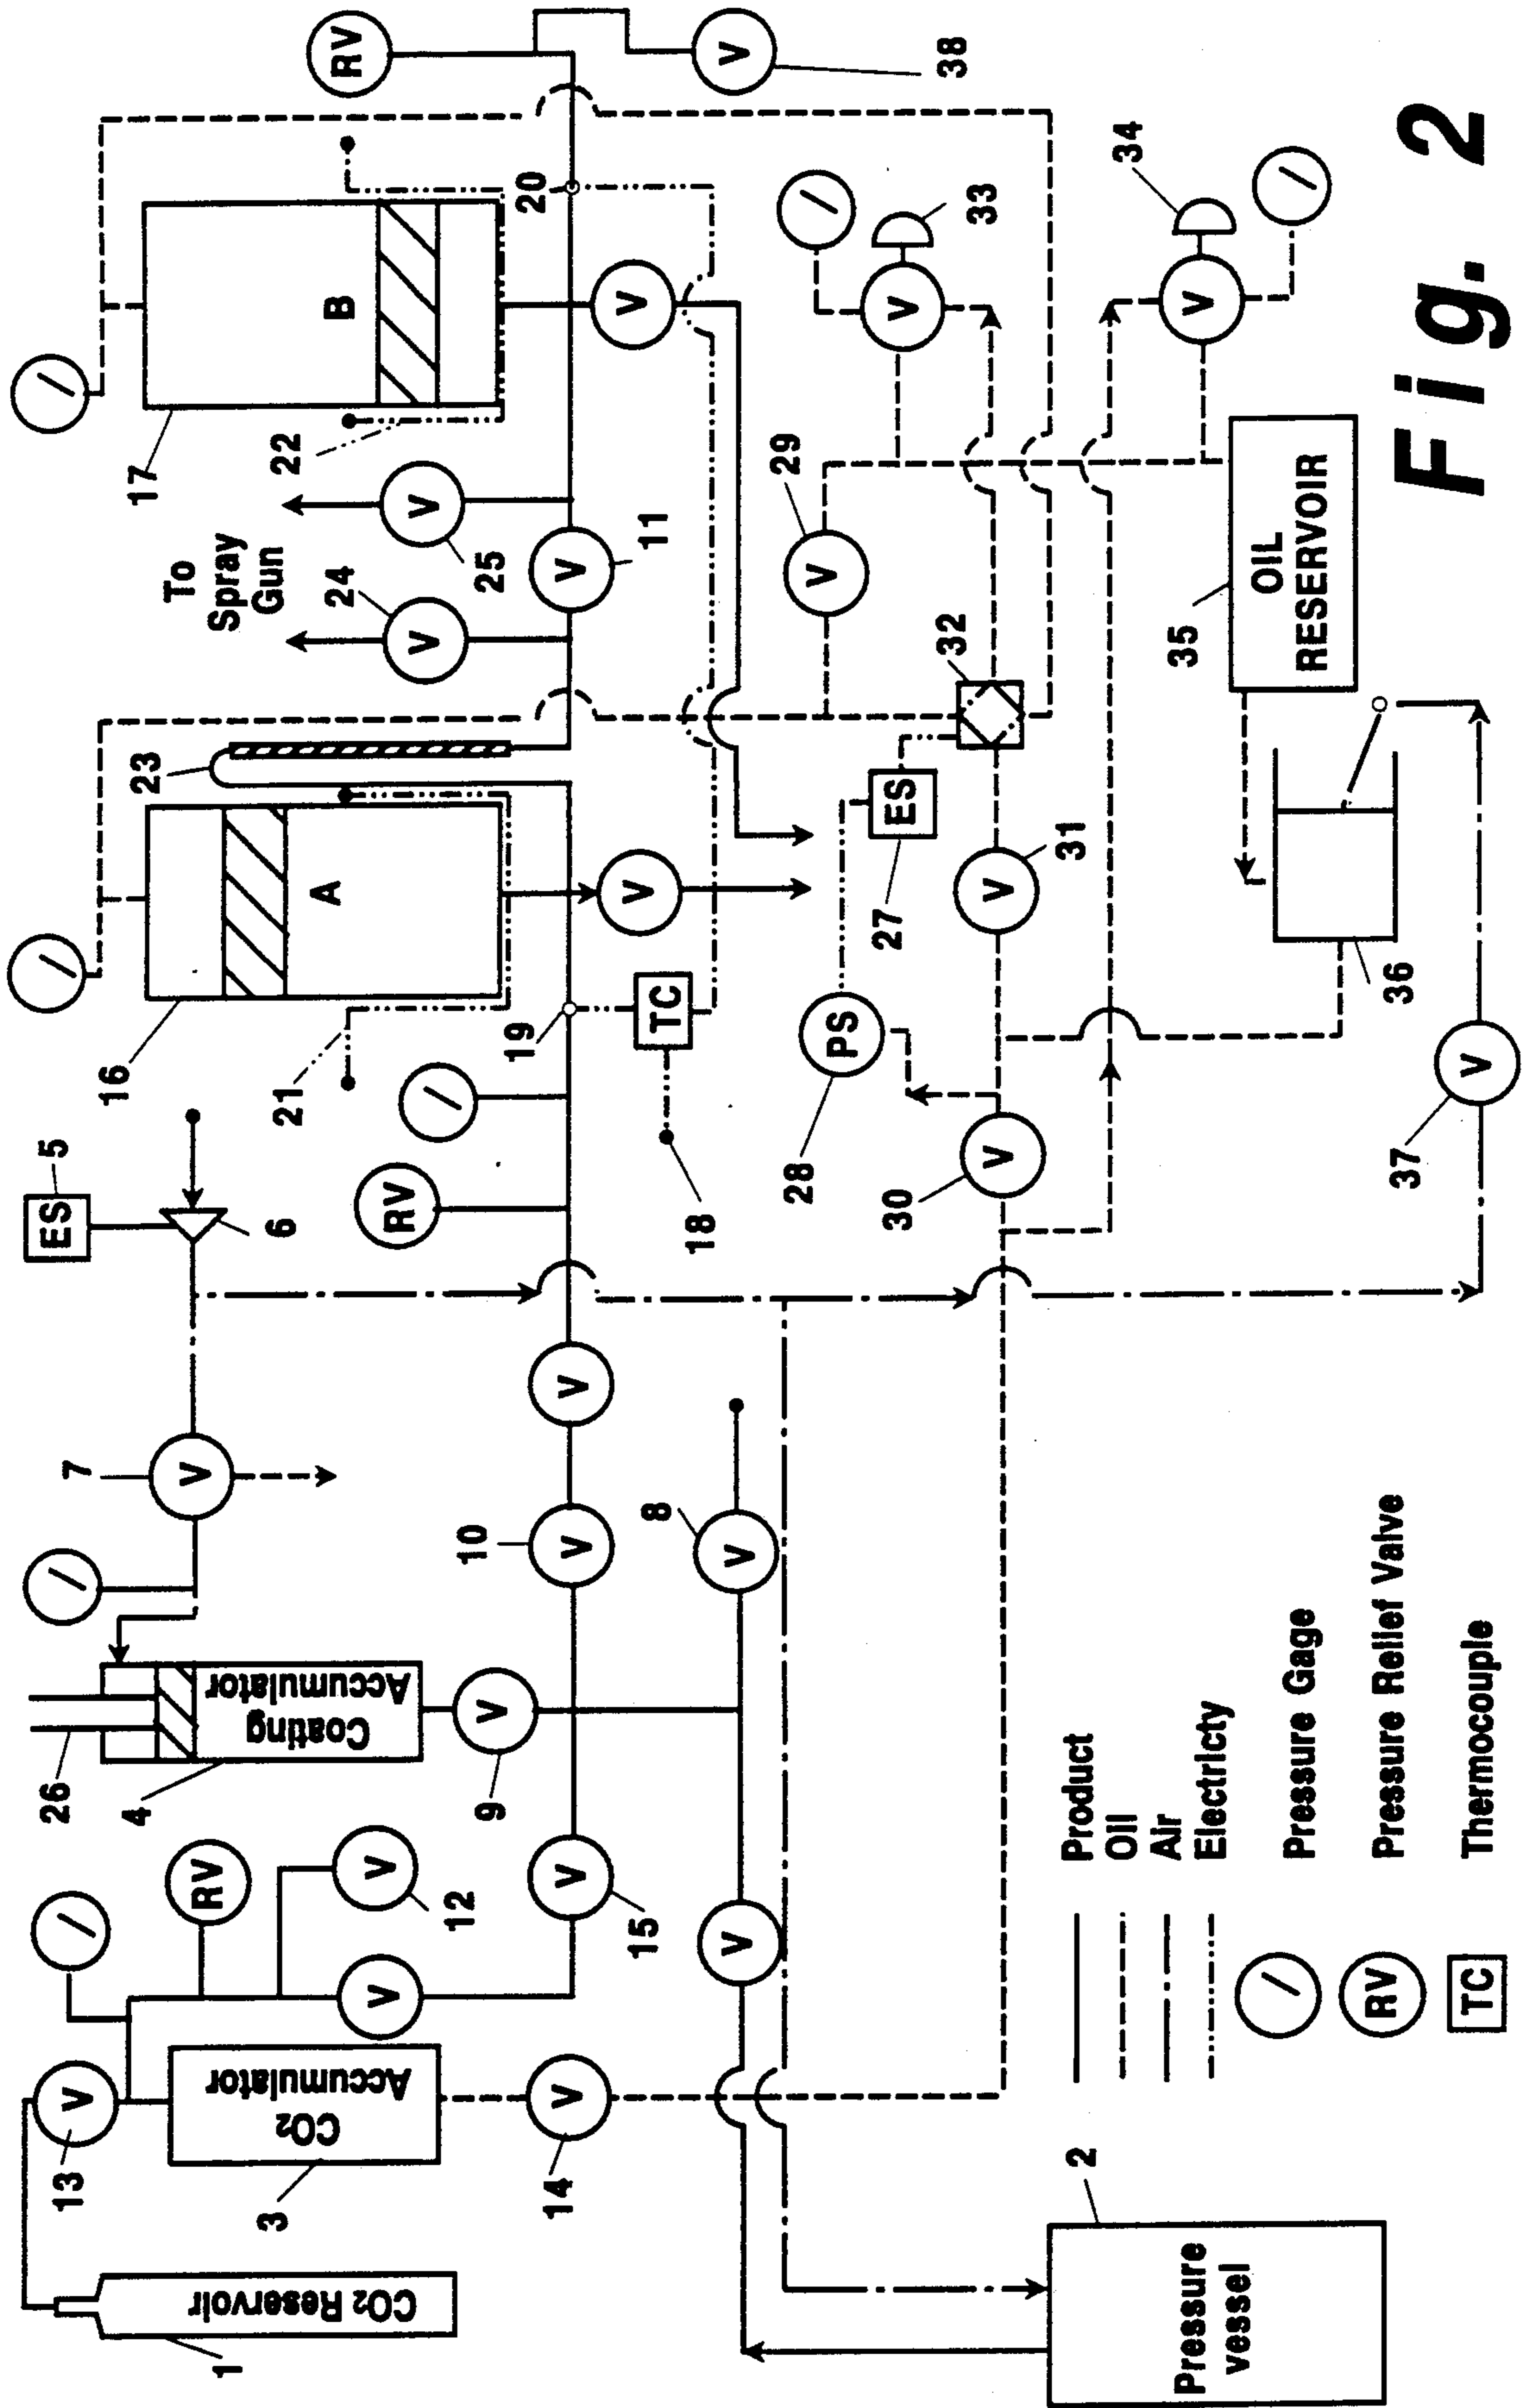 RV
V
38
17
B
20
22
To
Spray
Gun
24
V
25
V
11
V
V
23
16
A
21
19
TC
V
18
ES
5
6
RV
7
V
V
10
V
8
V
26
4
Coating
Accumulator
9
V
RV
12
V
15
V
V
V
13
V
CO2
Accumulator
3
14
V
1
CO2 Reservoir
2
Pressure
vessel
33
V
34
V
29
V
32
35
OIL
RESERVOIR
27
ES
31
V
28
PS
30
V
36
37
V
Product
Oil
Air
Electricty
Pressure Gage
RV
Pressure Relief Valve
TC
Thermocouple
Fig. 2